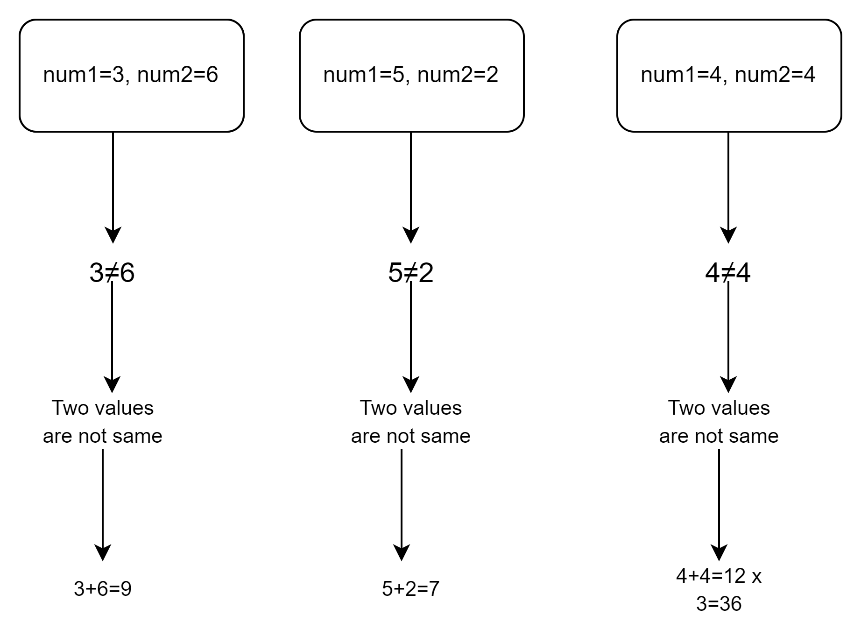 num1=3, num2=6
num1=5, num2=2
num1=4, num2=4
3≠6
5≠2
4≠4
Two values
are not same
Two values
are not same
Two values
are not same
3+6=9
5+2=7
4+4=12 x
3=36